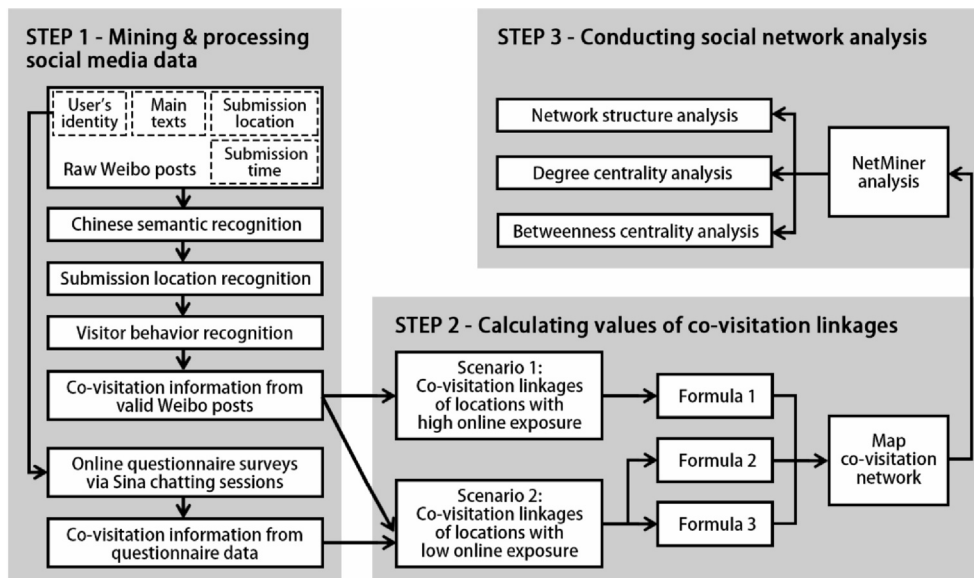 STEP 1 - Mining & processing
social media data
User's
identity
Main
texts
Submission
location
Submission
time
Raw Weibo posts
Chinese semantic recognition
Submission location recognition
Visitor behavior recognition
Co-visitation information from
valid Weibo posts
Online questionnaire surveys
via Sina chatting sessions
Co-visitation information from
questionnaire data
STEP 2 - Calculating values of co-visitation linkages
Scenario 1:
Co-visitation linkages
of locations with
high online exposure
Scenario 2:
Co-visitation linkages
of locations with
low online exposure
Formula 1
Formula 2
Formula 3
Map
co-visitation
network
STEP 3 - Conducting social network analysis
Network structure analysis
Degree centrality analysis
Betweenness centrality analysis
NetMiner
analysis